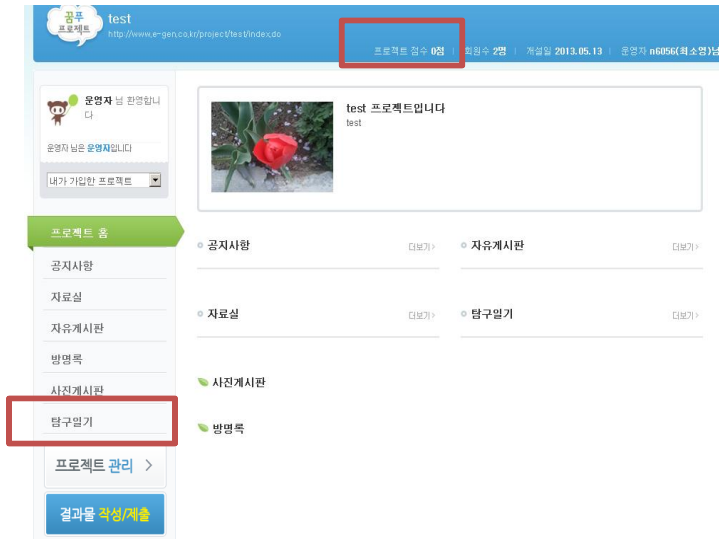 꿈꾸
프로젝트
test
http://www.e-gen.co.kr/project/test/index.do
프로젝트 점수 0점 | 회원수 2명 | 개설일 2013.05.13 | 운영자 n6056(최소영)님
운영자 님 환영합니
다.
운영자 님은 운영자입니다
내가 가입한 프로젝트
test 프로젝트입니다
test
프로젝트 홈
공지사항
자료실
자유게시판
방명록
사진게시판
탐구일기
프로젝트 관리 >
결과물 작성/제출
공지사항 더보기>
자유게시판 더보기>
자료실 더보기>
탐구일기 더보기>
사진게시판
방명록